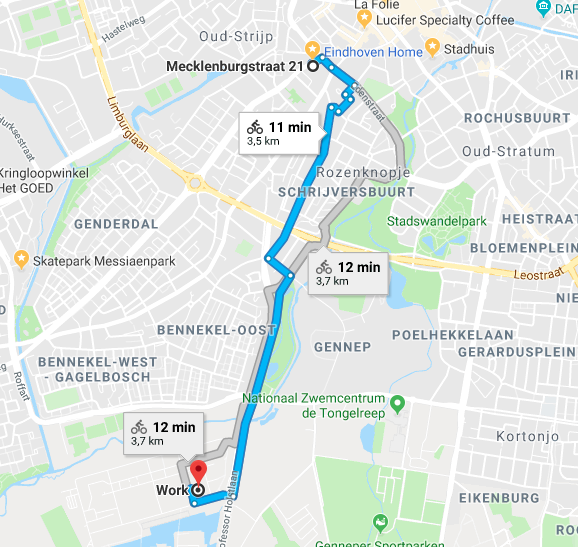 La Folie
DAF
Lucifer Specialty Coffee
Hastelweg
Oud-Strijp
Eindhoven Home
Stadhuis
Mecklenburgstraat 21
Limburglaan
ROCHUSBUURT
11 min
3,5 km
Oud-Stratum
Kringloopwinkel
Het GOED
Rozenknopje
SCHRIJVERSBUURT
GENDERDAL
Stadswandelpark
HEISTRAAT
BLOEMENPLEIN
Skatepark Messiaenpark
12 min
3,7 km
Leostraat
BENNEKEL-OOST
POELHEKKELAAN
GENNEP
GERARDUSPLEIN
BENNEKEL-WEST
- GAGELBOSCH
Roffart
Nationaal Zwemcentrum
de Tongelreep
12 min
3,7 km
Kortonjo
Work
EIKENBURG
Genneper Sportparken